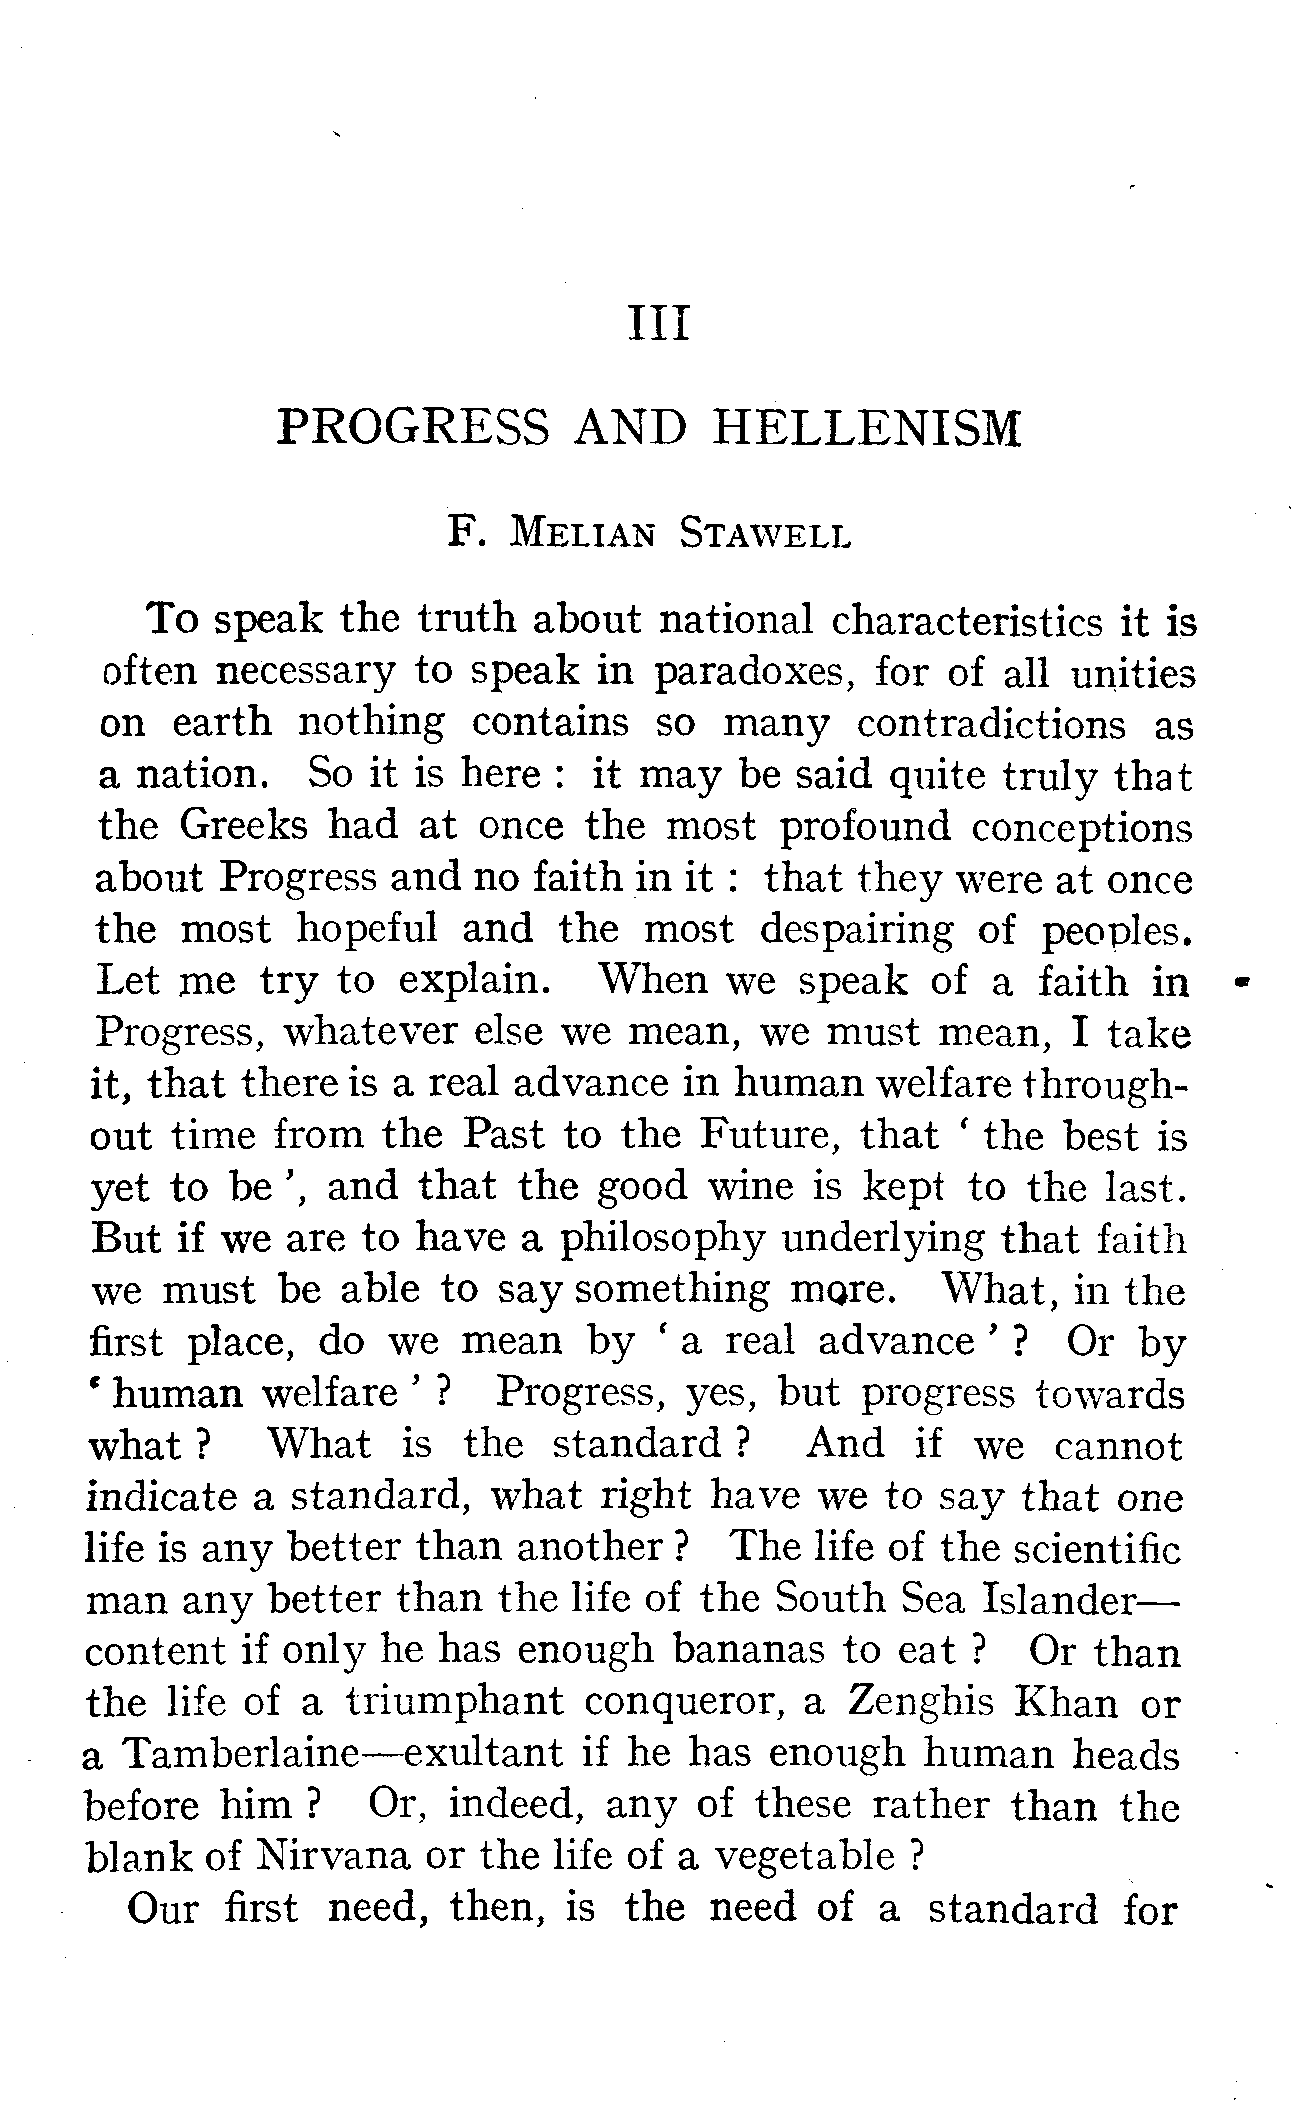 III
PROGRESS AND HELLENISM
F. MELIAN STAWELL
To speak the truth about national characteristics it is
often necessary to speak in paradoxes, for of all unities
on earth nothing contains so many contradictions as
a nation. So it is here : it may be said quite truly that
the Greeks had at once the most profound conceptions
about Progress and no faith in it : that they were at once
the most hopeful and the most despairing of peoples.
Let me try to explain. When we speak of a faith in
Progress, whatever else we mean, we must mean, I take
it, that there is a real advance in human welfare through-
out time from the Past to the Future, that ‘ the best is
yet to be ’, and that the good wine is kept to the last.
But if we are to have a philosophy underlying that faith
we must be able to say something more. What, in the
first place, do we mean by ‘ a real advance ’ ? Or by
‘ human welfare ’ ? Progress, yes, but progress towards
what ? What is the standard ? And if we cannot
indicate a standard, what right have we to say that one
life is any better than another ? The life of the scientific
man any better than the life of the South Sea Islander—
content if only he has enough bananas to eat ? Or than
the life of a triumphant conqueror, a Zenghis Khan or
a Tamberlaine—exultant if he has enough human heads
before him ? Or, indeed, any of these rather than the
blank of Nirvana or the life of a vegetable ?
Our first need, then, is the need of a standard for